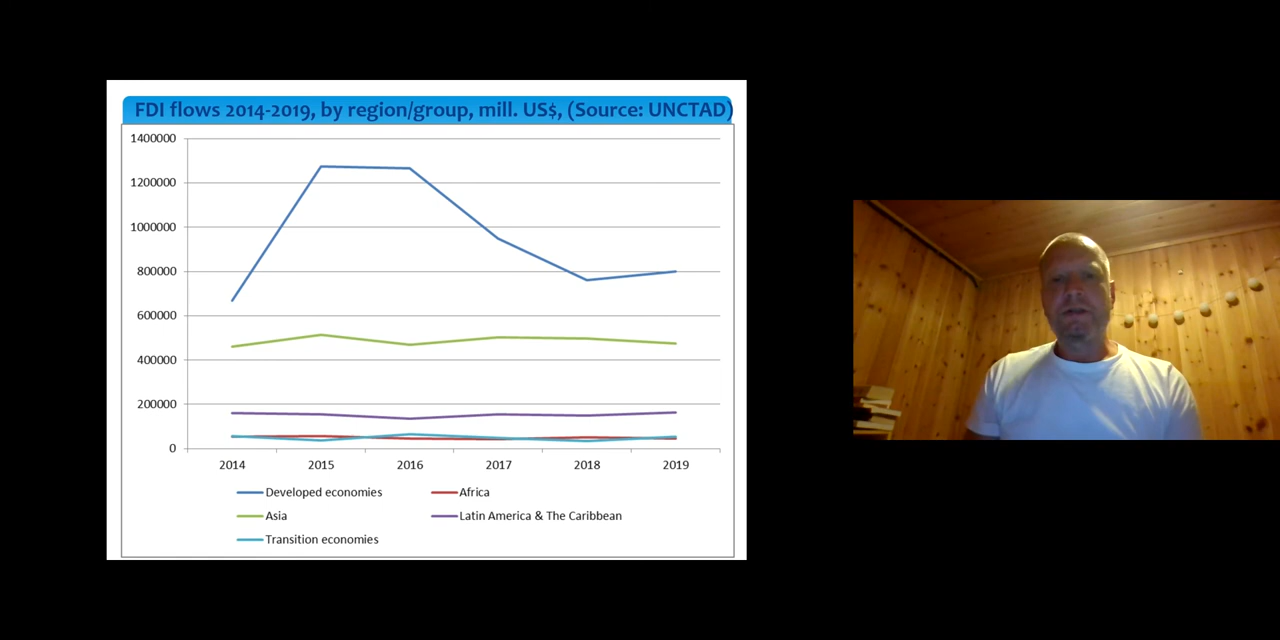 FDI flows 2014-2019, by region/group, mill. US$, (Source: UNCTAD)
1400000
1200000
1000000
800000
600000
400000
200000
0
2014 2015 2016 2017 2018 2019
Developed economies Africa
Asia Latin America & The Caribbean
Transition economies